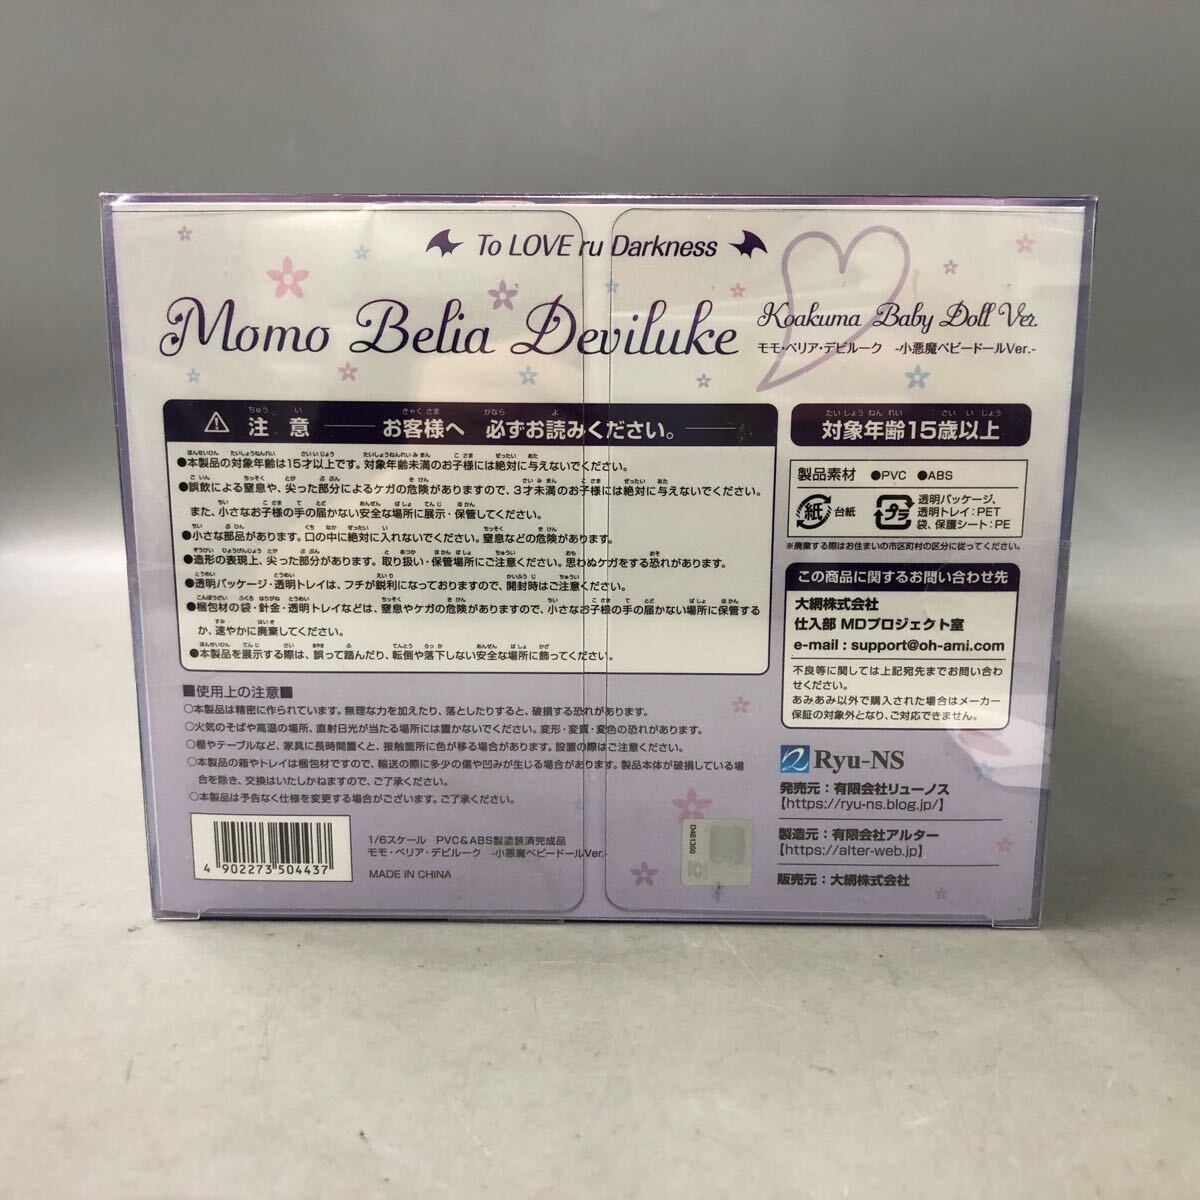 To LOVE ru Darkness
Momo Belia Deviluke
Koakuma Baby Doll Ver.
モモ・ベリア・デビルーク -小悪魔ベビードールVer.-
⚠ 注意 お客様へ 必ずお読みください。
●本製品の対象年齢は15才以上です。対象年齢未満のお子様には絶対に与えないでください。
●誤飲による窒息や、尖った部分によるケガの危険がありますので、3才未満のお子様には絶対に与えないでください。
また、小さなお子様の手の届かない安全な場所に展示・保管してください。
●小さな部品があります。口の中に絶対に入れないでください。窒息などの危険があります。
●造形の表現上、尖った部分があります。取り扱い・保管場所にご注意ください。思わぬケガをする恐れがあります。
●透明パッケージ・透明トレイは、フチが鋭利になっておりますので、開封時はご注意ください。
●梱包材の袋・針金・透明トレイなどは、窒息やケガの危険がありますので、小さなお子様の手の届かない場所に保管する
か、速やかに廃棄してください。
●本製品を展示する際は、誤って踏んだり、転倒や落下しない安全な場所に飾ってください。
■使用上の注意■
○本製品は精密に作られています。無理な力を加えたり、落としたりすると、破損する恐れがあります。
○火気のそばや高温の場所、直射日光が当たる場所には置かないでください。変形・変質・変色の恐れがあります。
○棚やテーブルなど、家具に長時間置くと、接触箇所に色が移る場合があります。設置の際はご注意ください。
○本製品の箱やトレイは梱包材ですので、輸送の際に多少の傷や凹みが生じる場合があります。製品本体が破損している場
合を除き、交換はいたしかねますので、ご了承ください。
○本製品は予告なく仕様を変更する場合がございます。ご了承ください。
4 902273 504437
1/6スケール PVC&ABS製塗装済完成品
モモ・ベリア・デビルーク -小悪魔ベビードールVer.-
MADE IN CHINA
D461360
対象年齢15歳以上
製品素材 ●PVC ●ABS
紙 台紙
プラ 透明パッケージ、
透明トレイ:PET
袋、保護シート:PE
※廃棄する際はお住まいの市区町村の区分に従ってください。
この商品に関するお問い合わせ先
大網株式会社
仕入部 MDプロジェクト室
e-mail : support@oh-ami.com
不良等に関しては上記宛先までお問い合わ
せください。
あみあみ以外で購入された場合はメーカー
保証の対象外となり、ご対応できません。
Ryu-NS
発売元:有限会社リューノス
【https://ryu-ns.blog.jp/】
製造元:有限会社アルター
【https://alter-web.jp】
販売元:大網株式会社